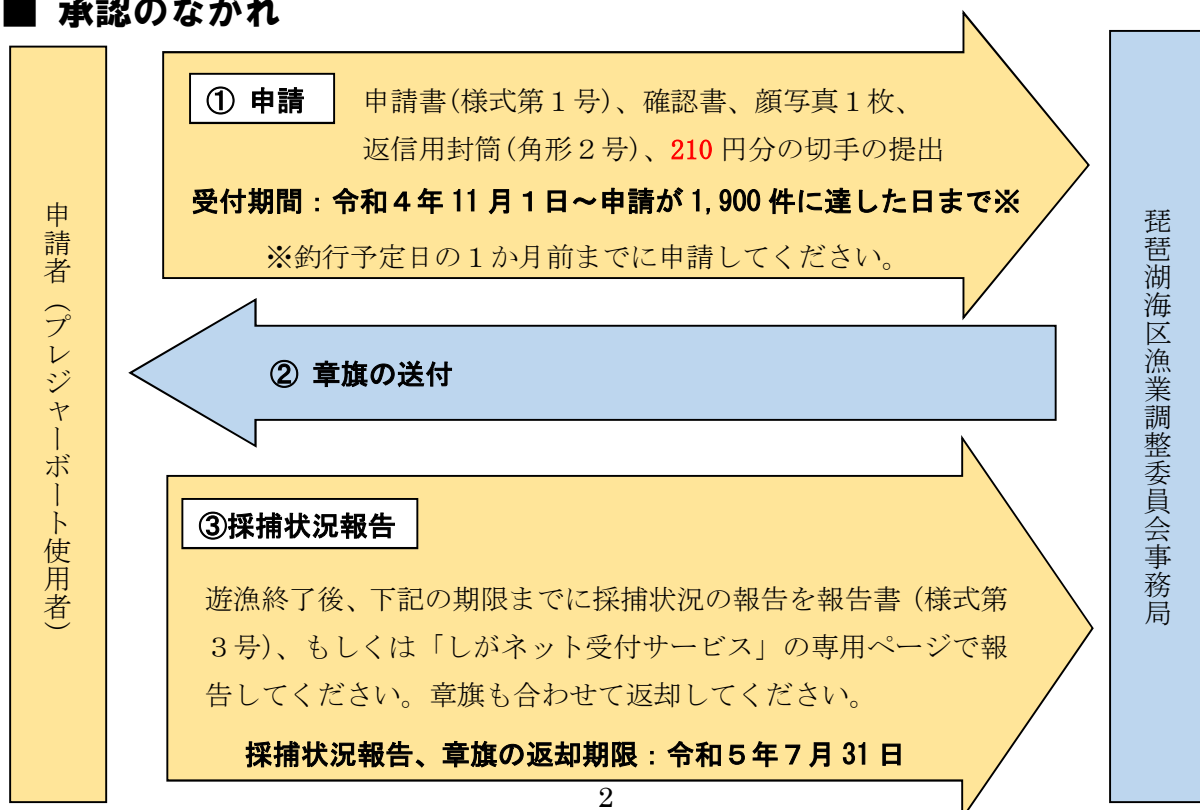 ■ 承認のながれ
申請者（プレジャーボート使用者）
① 申請
申請書(様式第１号)、確認書、顔写真１枚、
返信用封筒(角形２号)、210 円分の切手の提出
受付期間：令和４年 11 月１日～申請が 1,900 件に達した日まで※
※釣行予定日の１か月前までに申請してください。
② 章旗の送付
③採捕状況報告
遊漁終了後、下記の期限までに採捕状況の報告を報告書（様式第
３号）、もしくは「しがネット受付サービス」の専用ページで報
告してください。章旗も合わせて返却してください。
採捕状況報告、章旗の返却期限：令和５年７月 31 日
琵琶湖海区漁業調整委員会事務局
2